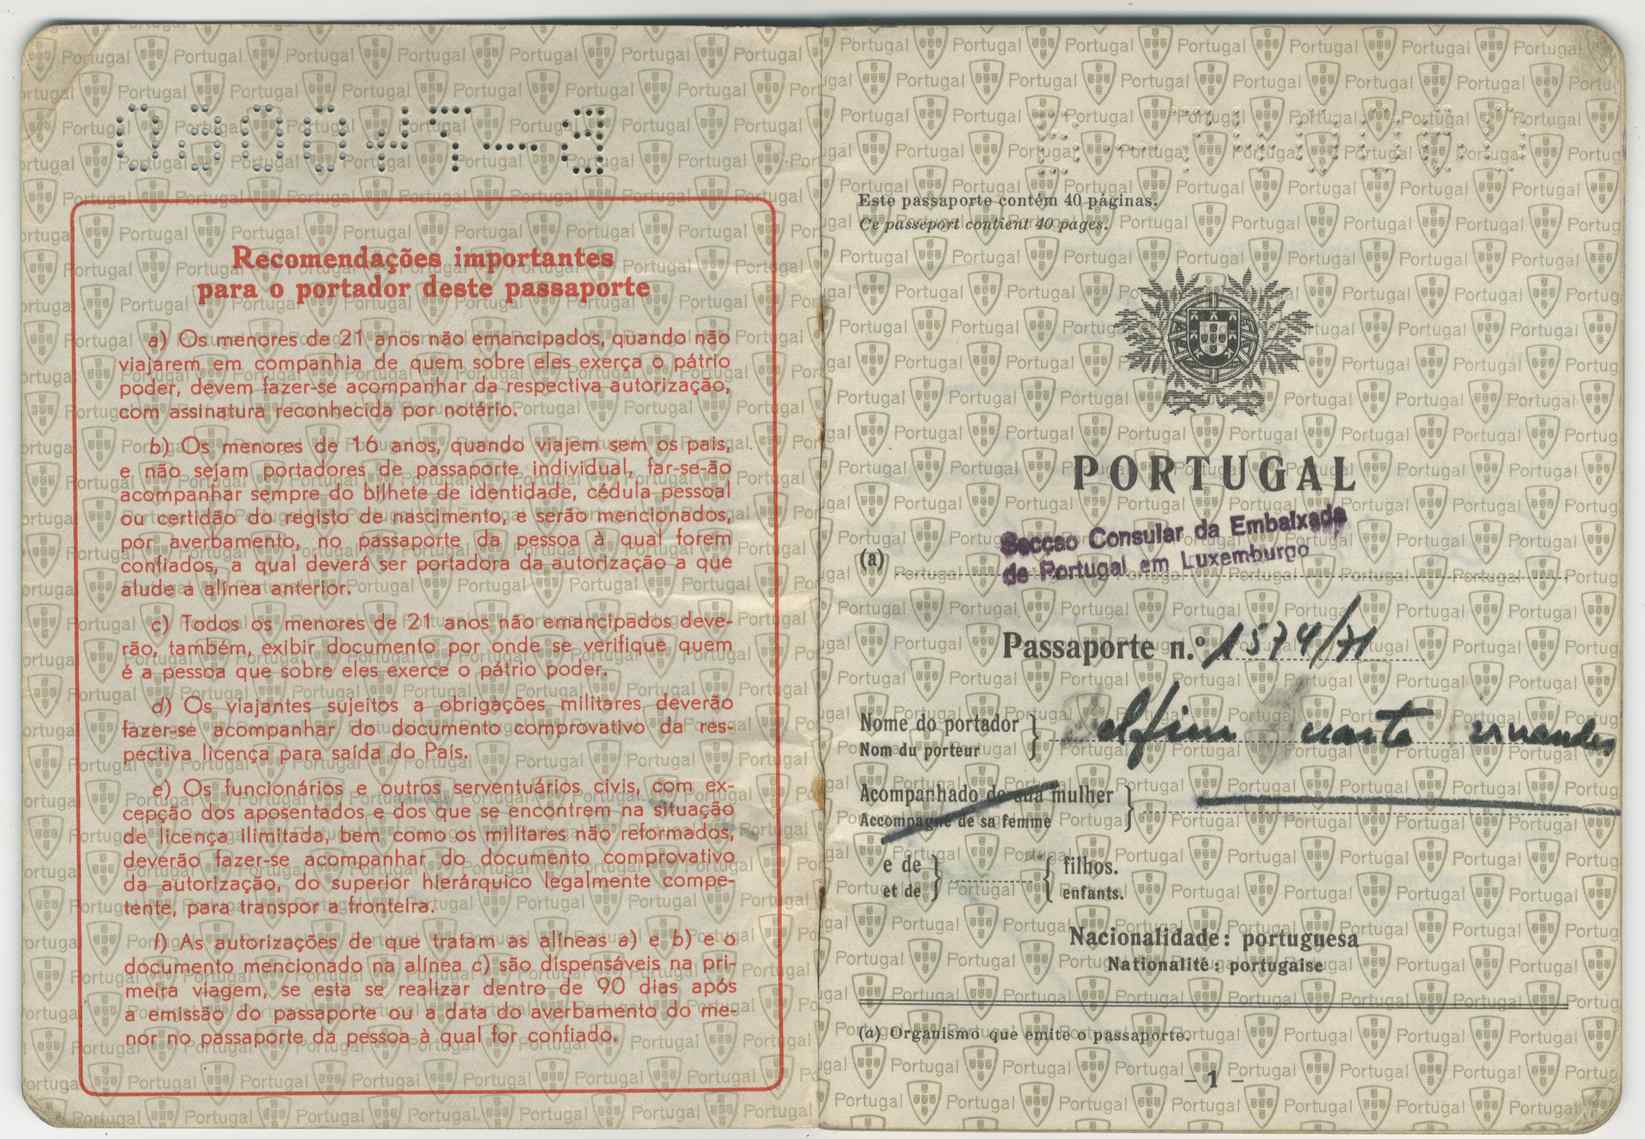 Recomendações importantes
para o portador deste passaporte
a) Os menores de 21 anos não emancipados, quando não
viajarem em companhia de quem sobre eles exerça o pátrio
poder, devem fazer-se acompanhar da respectiva autorização,
com assinatura reconhecida por notário.
b) Os menores de 16 anos, quando viajem sem os pais,
e não sejam portadores de passaporte individual, far-se-ão
acompanhar sempre do bilhete de identidade, cédula pessoal
ou certidão do registo de nascimento, e serão mencionados,
por averbamento, no passaporte da pessoa à qual forem
confiados, a qual deverá ser portadora da autorização a que
alude a alínea anterior.
c) Todos os menores de 21 anos não emancipados deve-
rão, também, exibir documento por onde se verifique quem
é a pessoa que sobre eles exerce o pátrio poder.
d) Os viajantes sujeitos a obrigações militares deverão
fazer-se acompanhar do documento comprovativo da res-
pectiva licença para saída do País.
e) Os funcionários e outros serventuários civis, com ex-
cepção dos aposentados e dos que se encontrem na situação
de licença ilimitada, bem como os militares não reformados,
deverão fazer-se acompanhar do documento comprovativo
da autorização, do superior hierárquico legalmente compe-
tente, para transpor a fronteira.
f) As autorizações de que tratam as alíneas a) e b) e o
documento mencionado na alínea c) são dispensáveis na pri-
meira viagem, se esta se realizar dentro de 90 dias após
a emissão do passaporte ou a data do averbamento do me-
nor no passaporte da pessoa à qual for confiado.
Este passaporte contém 40 páginas.
Ce passeport contient 40 pages.
PORTUGAL
(a) Secção Consular da Embaixada
de Portugal em Luxemburgo
Passaporte n.º 1574/71
Nome do portador
Nom du porteur
Delfim Duarte
Acompanhado de sua mulher
Accompagné de sa femme
e de filhos.
et de enfants.
Nacionalidade: portuguesa
Nationalité: portugaise
(a) Organismo que emite o passaporte.
– 1 –